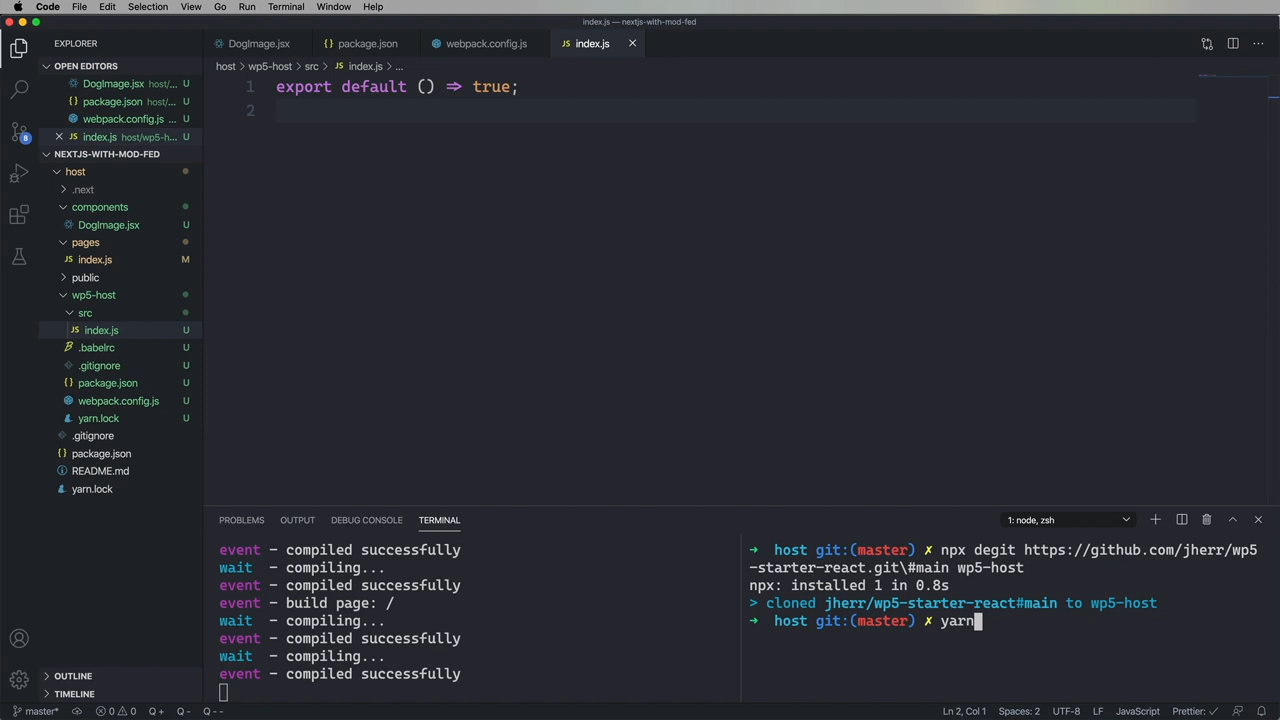 Code File Edit Selection View Go Run Terminal Window Help
index.js — nextjs-with-mod-fed
EXPLORER
OPEN EDITORS
DogImage.jsx host/... U
package.json host/... U
webpack.config.js ... U
index.js host/wp5-h... U
NEXTJS-WITH-MOD-FED
host
.next
components
DogImage.jsx U
pages
index.js M
public
wp5-host
src
JS index.js U
.babelrc U
.gitignore U
{} package.json U
webpack.config.js U
yarn.lock U
.gitignore
{} package.json
README.md
yarn.lock
OUTLINE
TIMELINE
8
DogImage.jsx {} package.json webpack.config.js JS index.js
host > wp5-host > src > JS index.js > ...
1 export default () => true;
2
PROBLEMS OUTPUT DEBUG CONSOLE TERMINAL
1: node, zsh
event - compiled successfully
wait - compiling...
event - compiled successfully
event - build page: /
wait - compiling...
event - compiled successfully
wait - compiling...
event - compiled successfully
➜ host git:(master) ✗ npx degit https://github.com/jherr/wp5
-starter-react.git\#main wp5-host
npx: installed 1 in 0.8s
> cloned jherr/wp5-starter-react#main to wp5-host
➜ host git:(master) ✗ yarn
master* 0 0 Q+ Q- Q-- Ln 2, Col 1 Spaces: 2 UTF-8 LF JavaScript Prettier: ✓